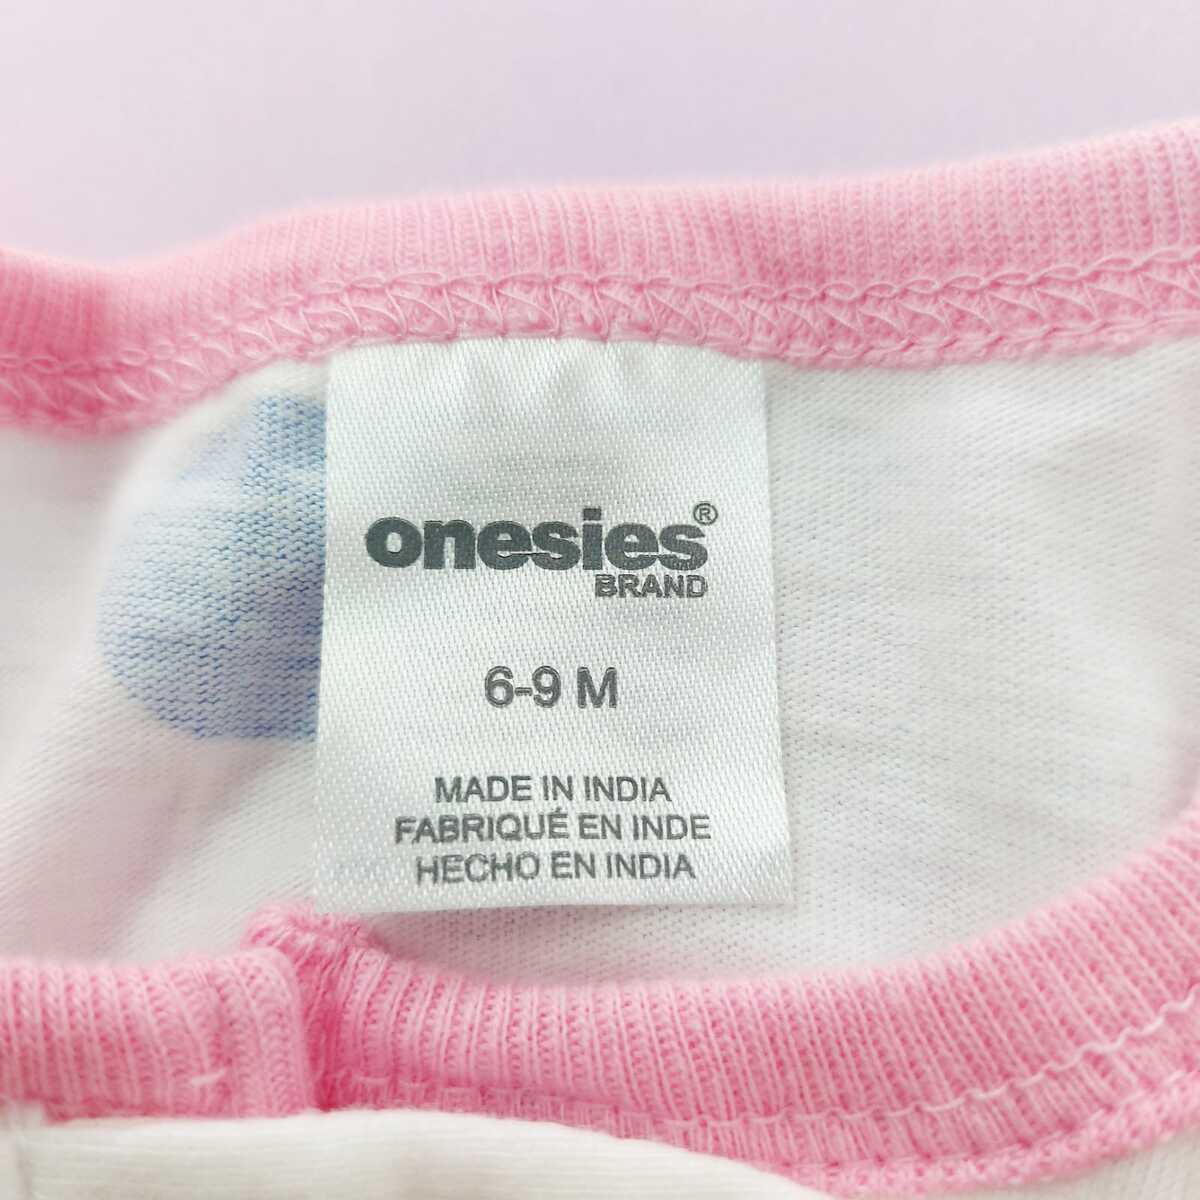 onesies®
BRAND
6-9 M
MADE IN INDIA
FABRIQUÉ EN INDE
HECHO EN INDIA